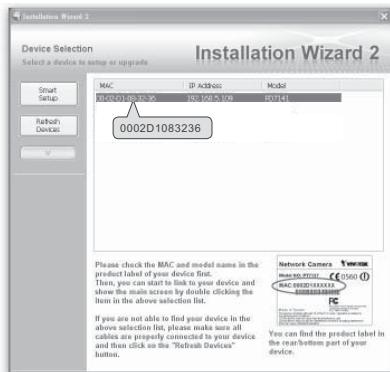 Installation Wizard 2
Device Selection
Select a device to setup or upgrade
Installation Wizard 2
Smart
Setup
Refresh
Devices
MAC
IP Address
Model
192.168.5.109
0002D1083236
Please check the MAC and model name in the
product label of your device first.
Then, you can start to link to your device and
show the main screen by double clicking the
item in the above selection list.
If you are not able to find your device in the
above selection list, please make sure all
cables are properly connected to your device
and then click on the "Refresh Devices"
button.
Network Camera
VIVOTEK
0560
MAC 0002D1XXXXXX
FC
You can find the product label in
the rear/bottom part of your
device.